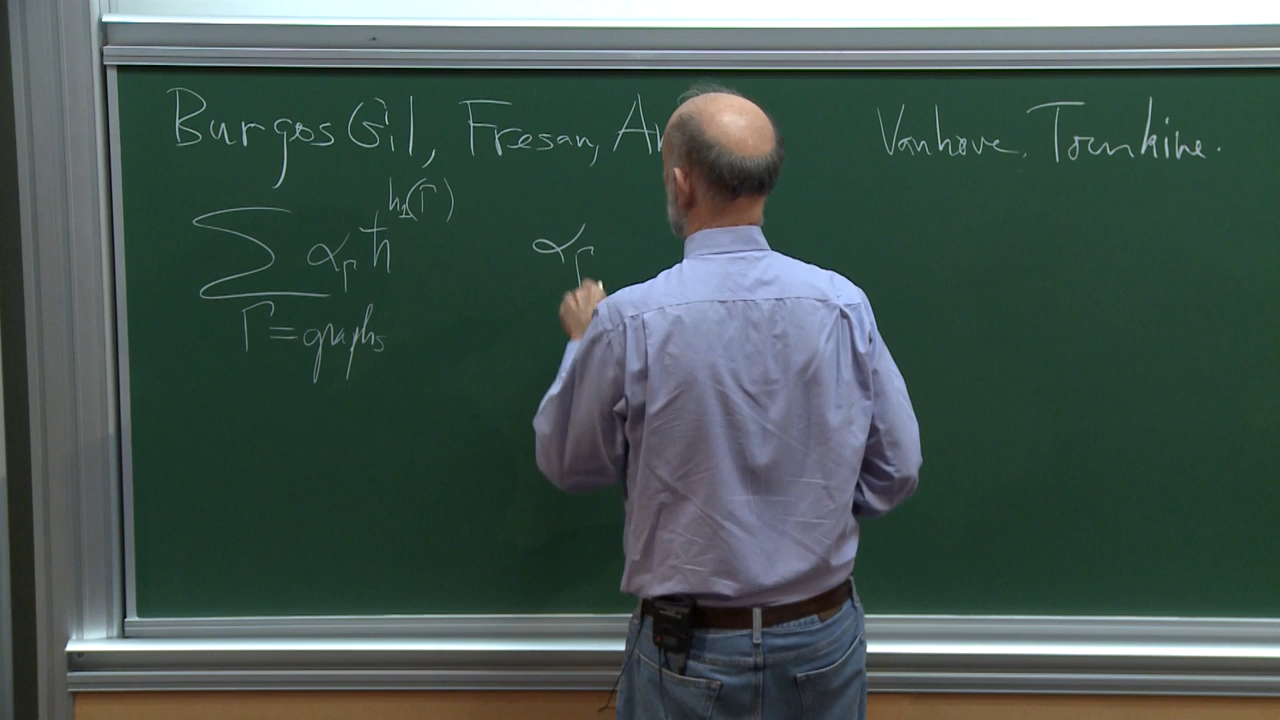 Burgos Gil, Fresan, Vanhove, Tourkine.
∑ α_Γ ħ^{h_1(Γ)} α_Γ
Γ = graphs